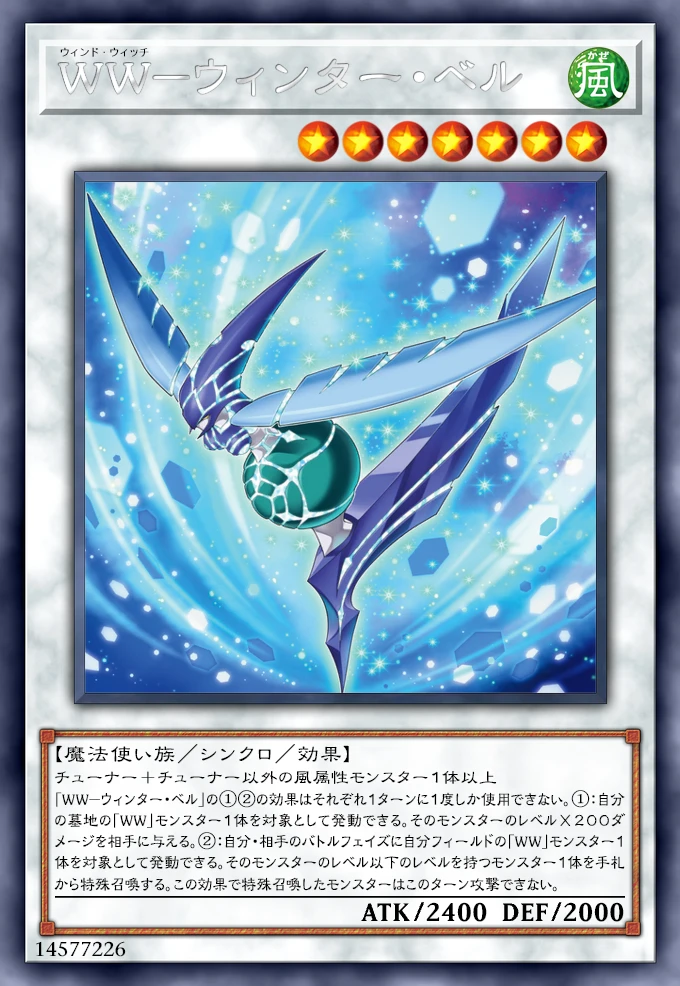 ウィンド・ウィッチ
WW－ウィンター・ベル
かぜ
風
【魔法使い族／シンクロ／効果】
チューナー＋チューナー以外の風属性モンスター1体以上
「WW－ウィンター・ベル」の①②の効果はそれぞれ1ターンに1度しか使用できない。①：自分
の墓地の「WW」モンスター1体を対象として発動できる。そのモンスターのレベル×200ダ
メージを相手に与える。②：自分・相手のバトルフェイズに自分フィールドの「WW」モンスター1
体を対象として発動できる。そのモンスターのレベル以下のレベルを持つモンスター1体を手札
から特殊召喚する。この効果で特殊召喚したモンスターはこのターン攻撃できない。
ATK/2400 DEF/2000
14577226